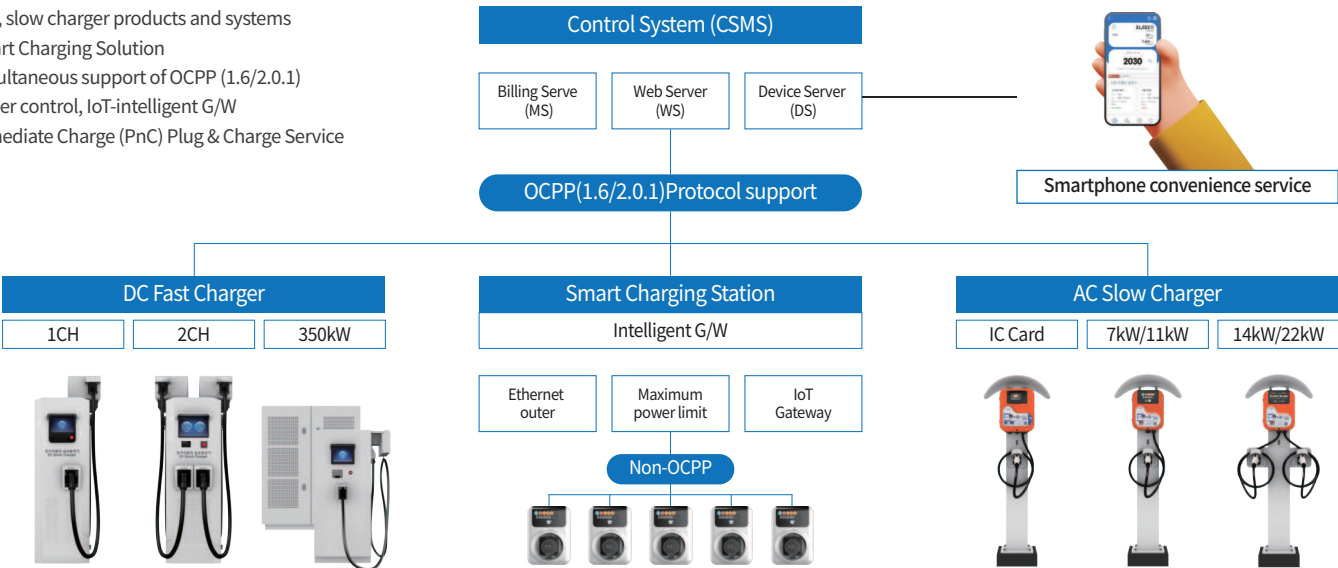 , slow charger products and systems
art Charging Solution
ultaneous support of OCPP (1.6/2.0.1)
er control, IoT-intelligent G/W
ediate Charge (PnC) Plug & Charge Service
Control System (CSMS)
Billing Serve
(MS)
Web Server
(WS)
Device Server
(DS)
2030
Smartphone convenience service
OCPP(1.6/2.0.1)Protocol support
DC Fast Charger
1CH
2CH
350kW
Smart Charging Station
Intelligent G/W
Ethernet
outer
Maximum
power limit
IoT
Gateway
Non-OCPP
AC Slow Charger
IC Card
7kW/11kW
14kW/22kW